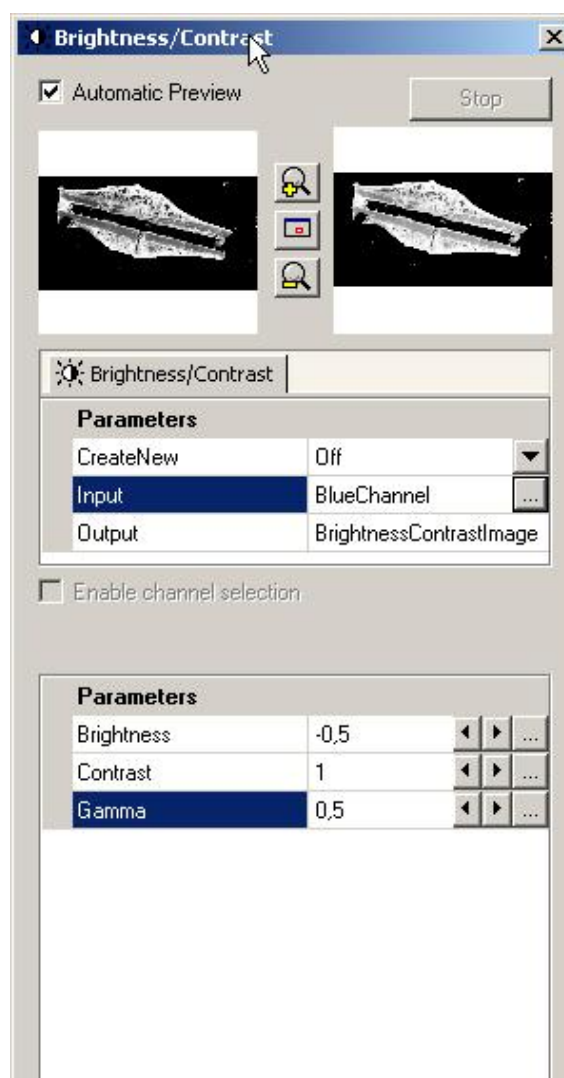 Brightness/Contrast
Automatic Preview Stop
Brightness/Contrast
Parameters
CreateNew Off
Input BlueChannel ...
Output BrightnessContrastImage
Enable channel selection
Parameters
Brightness -0,5 ...
Contrast 1 ...
Gamma 0,5 ...